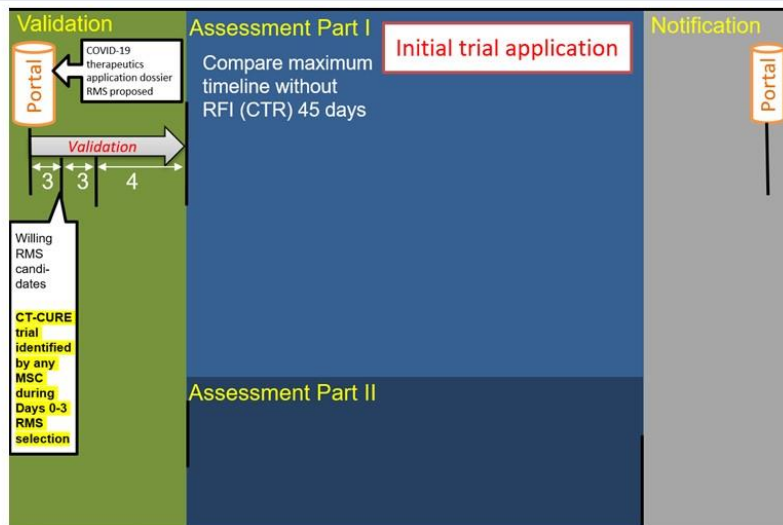 Validation
Portal
COVID-19
therapeutics
application dossier
RMS proposed
Validation
3 3 4
Willing
RMS
candi-
dates
CT-CURE
trial
identified
by any
MSC
during
Days 0-3
RMS
selection
Assessment Part I
Compare maximum
timeline without
RFI (CTR) 45 days
Initial trial application
Assessment Part II
Notification
Portal